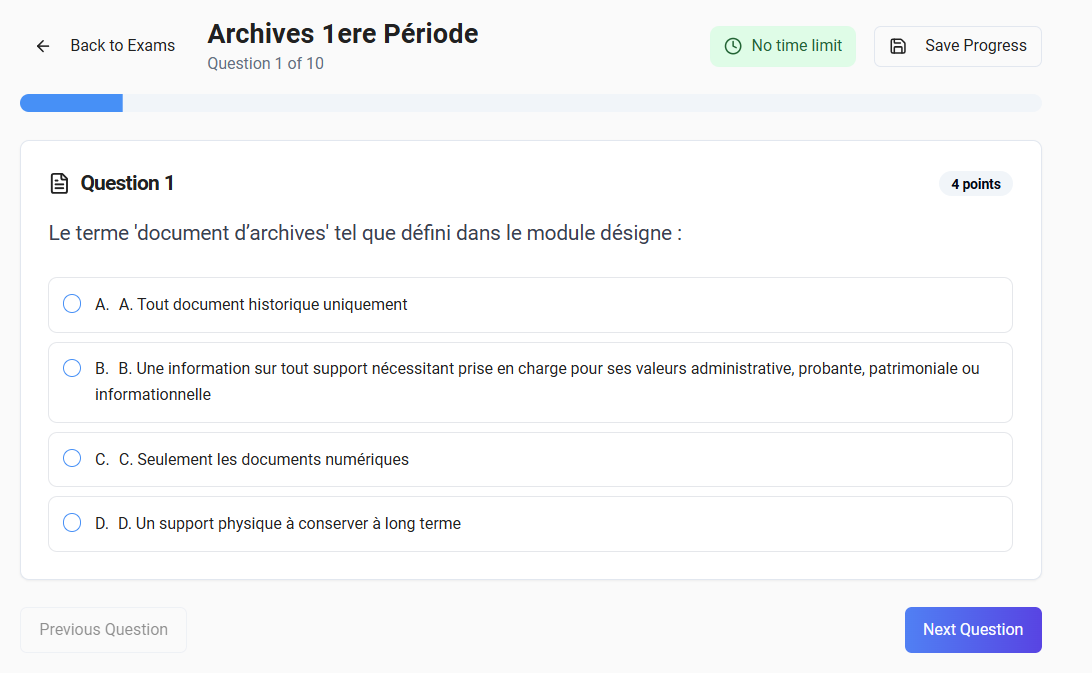 Back to Exams
Archives 1ere Période
Question 1 of 10
No time limit
Save Progress
Question 1
4 points
Le terme 'document d’archives' tel que défini dans le module désigne :
A. A. Tout document historique uniquement
B. B. Une information sur tout support nécessitant prise en charge pour ses valeurs administrative, probante, patrimoniale ou
informationnelle
C. C. Seulement les documents numériques
D. D. Un support physique à conserver à long terme
Previous Question
Next Question